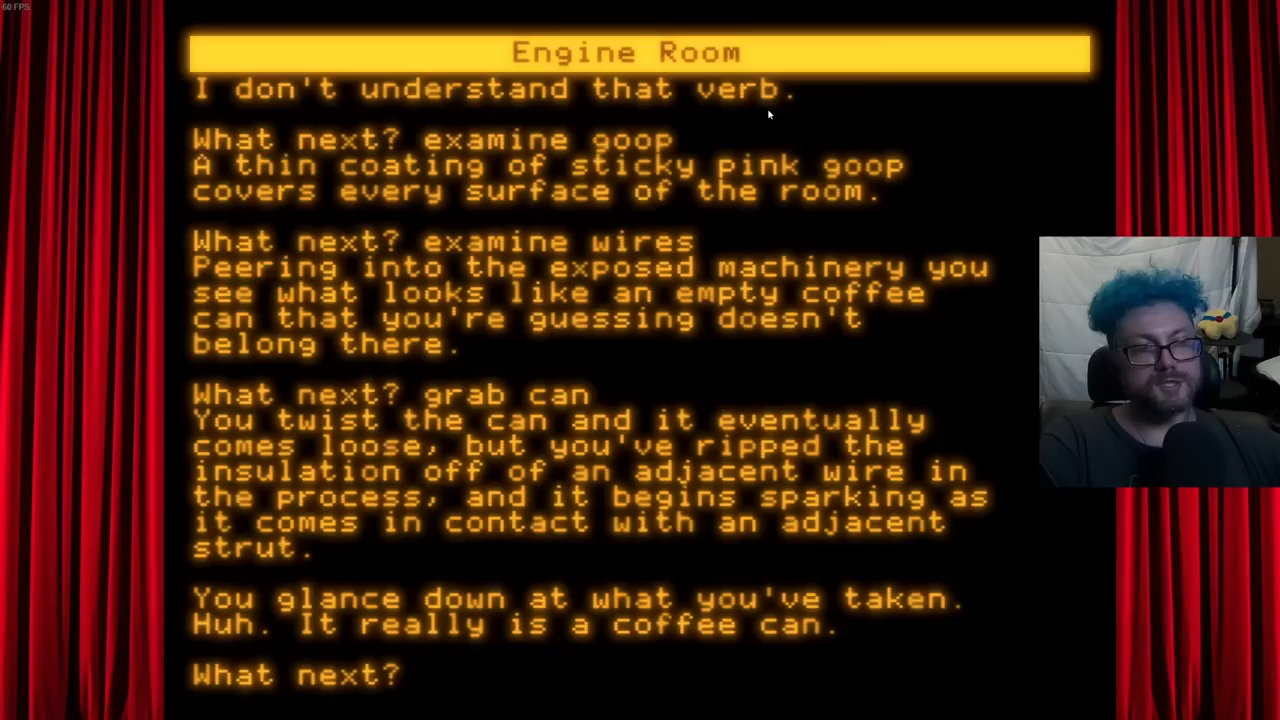 60 FPS
Engine Room
I don't understand that verb.
What next? examine goop
A thin coating of sticky pink goop
covers every surface of the room.
What next? examine wires
Peering into the exposed machinery you
see what looks like an empty coffee
can that you're guessing doesn't
belong there.
What next? grab can
You twist the can and it eventually
comes loose, but you've ripped the
insulation off of an adjacent wire in
the process, and it begins sparking as
it comes in contact with an adjacent
strut.
You glance down at what you've taken.
Huh. It really is a coffee can.
What next?